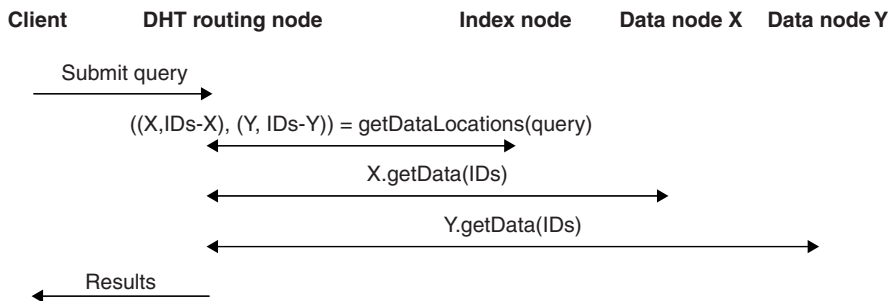 Client DHT routing node Index node Data node X Data node Y
Submit query
((X,IDs-X), (Y, IDs-Y)) = getDataLocations(query)
X.getData(IDs)
Y.getData(IDs)
Results